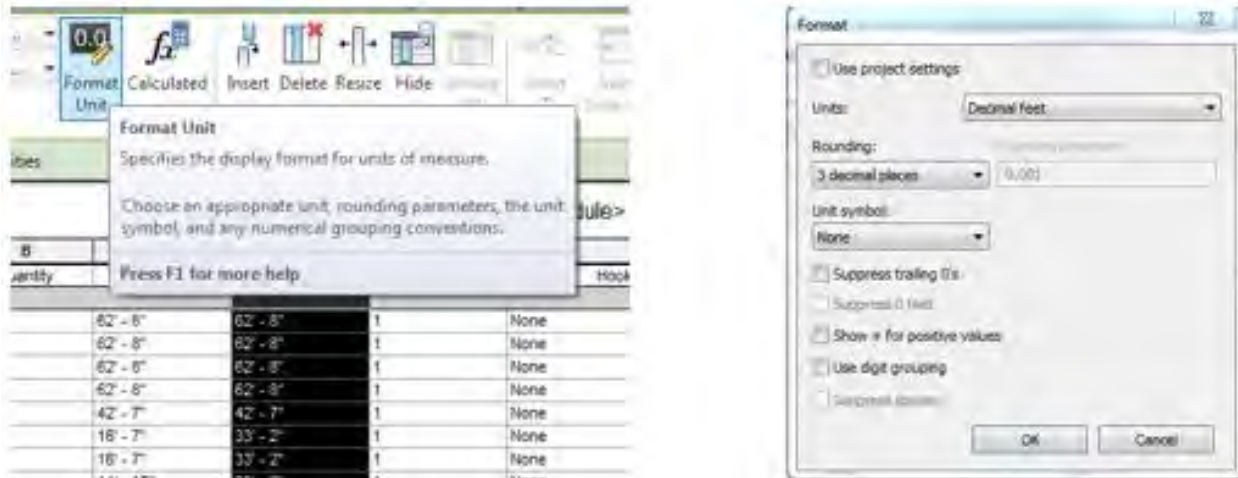 0.0
Format Calculated Insert Delete Resize Hide
Unit
Format Unit
Specifies the display format for units of measure.
Choose an appropriate unit, rounding parameters, the unit
symbol, and any numerical grouping conventions.
Press F1 for more help
B
62' - 8" 62' - 8" 1 None
62' - 8" 62' - 8" 1 None
62' - 8" 62' - 8" 1 None
62' - 8" 62' - 8" 1 None
42' - 7" 42' - 7" 1 None
16' - 7" 33' - 2" 1 None
16' - 7" 33' - 2" 1 None
Format
Use project settings
Units: Decimal feet
Rounding:
3 decimal places 0.001
Unit symbol:
None
Suppress trailing 0's
Suppress 0 feet
Show + for positive values
Use digit grouping
Suppress spaces
OK Cancel